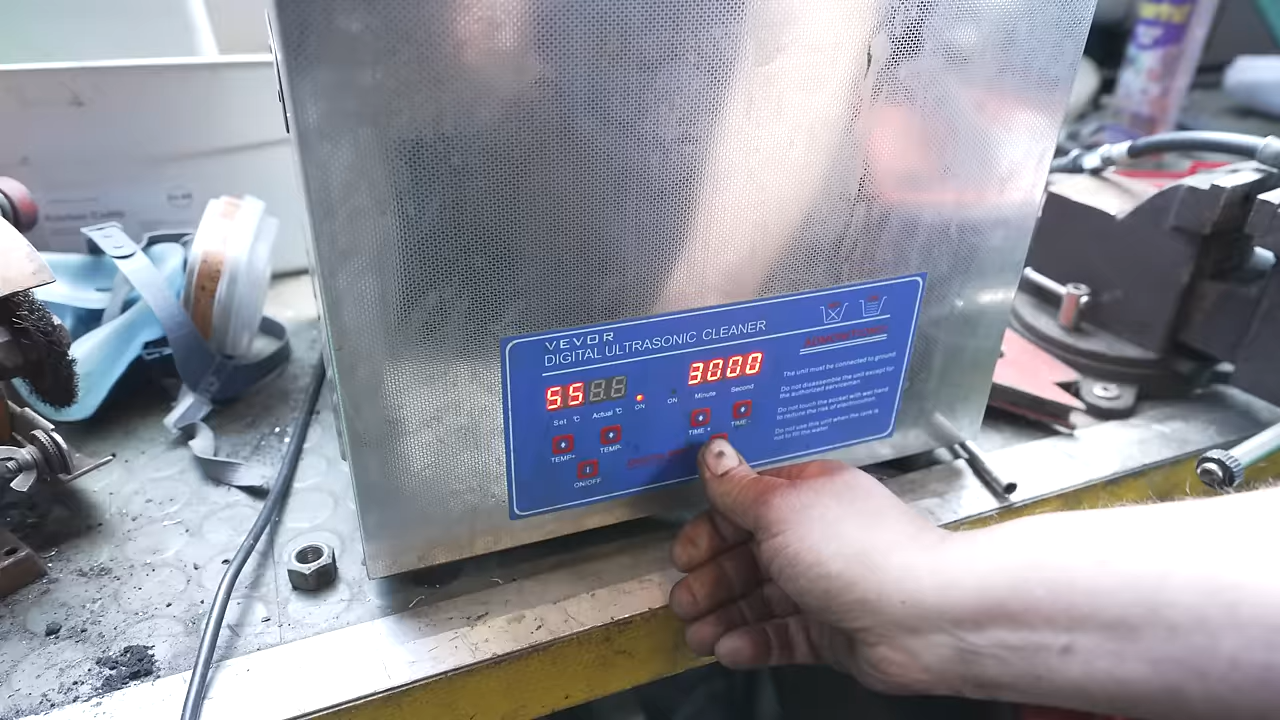 VEVOR
DIGITAL ULTRASONIC CLEANER
55
3000
Set °C
Actual °C
ON
ON
Minute
Second
TEMP+
TEMP-
TIME +
TIME -
ON/OFF
The unit must be connected to ground
Do not disassemble the unit except for
the authorized serviceman
Do not touch the socket with wet hand
to reduce the risk of electrocution
Do not use this unit when the tank is
not to fill the water